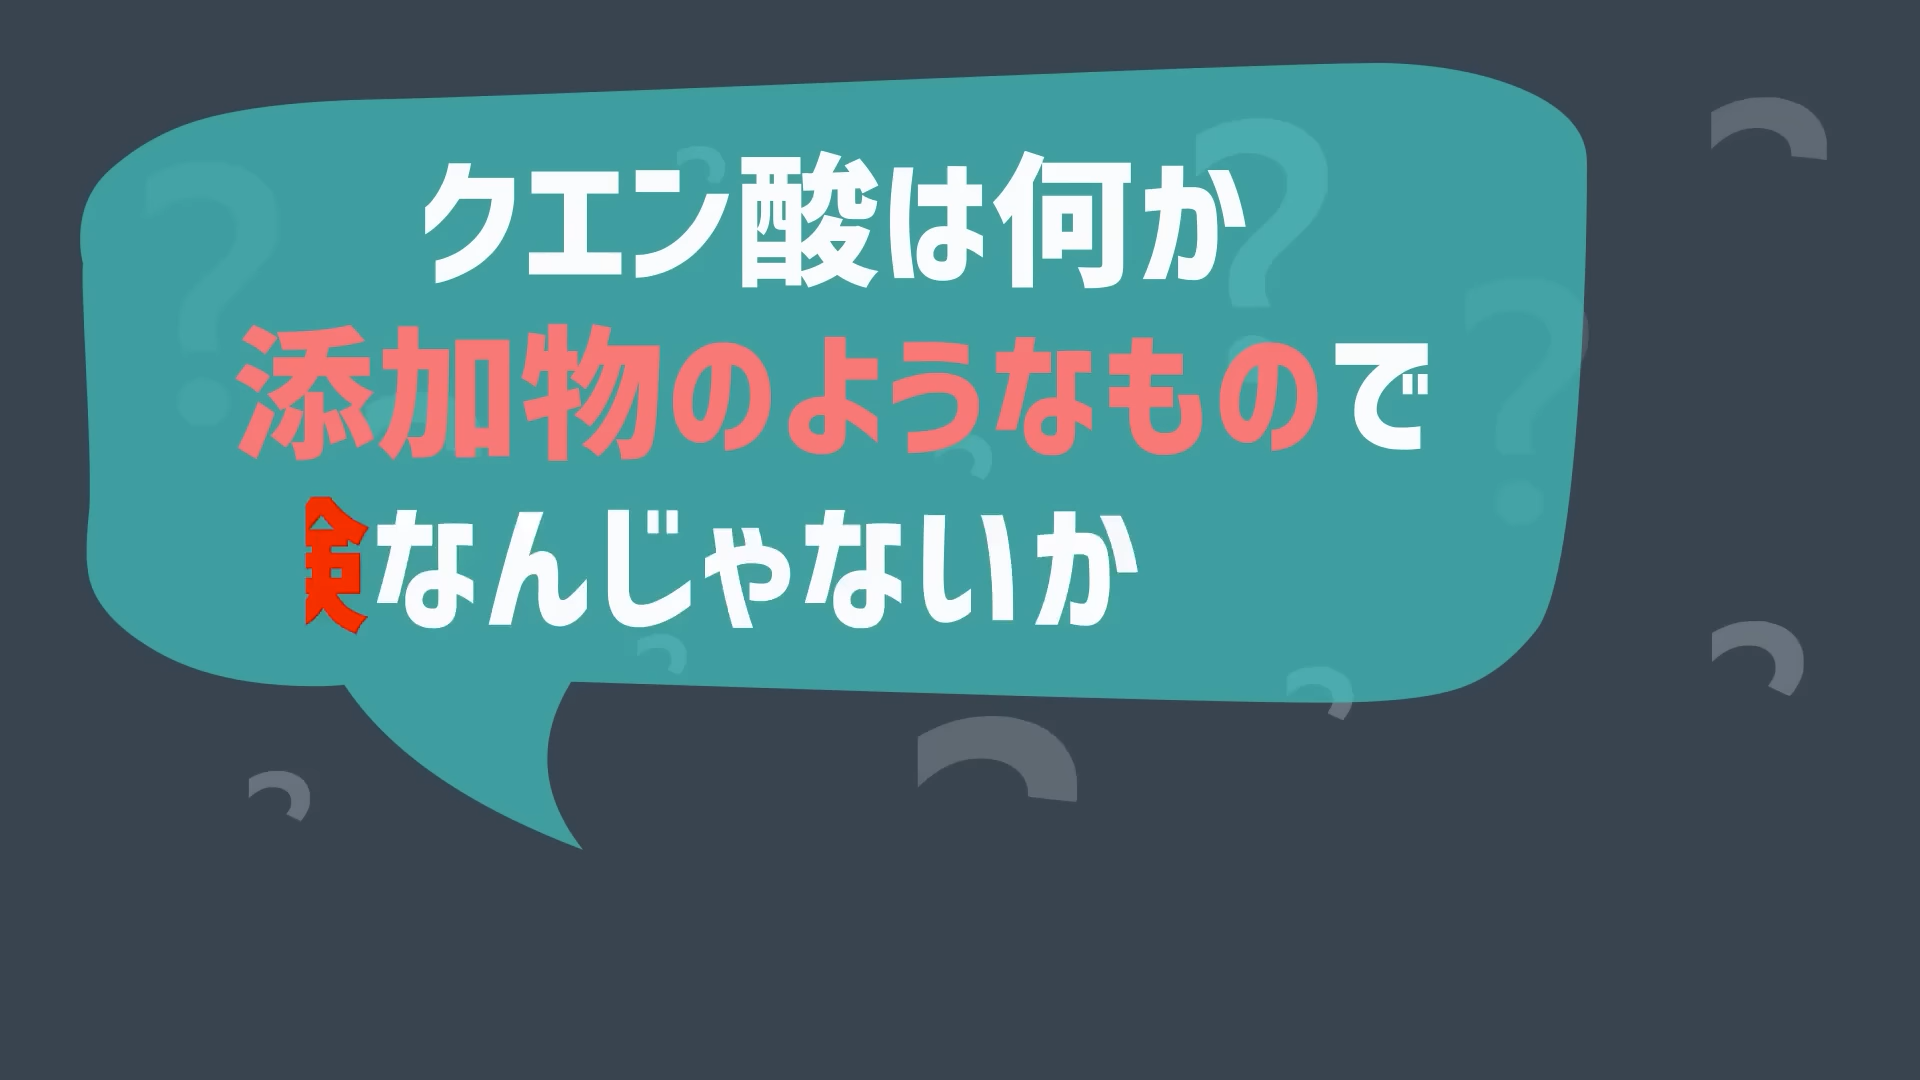 クエン酸は何か
添加物のようなもので
険なんじゃないか